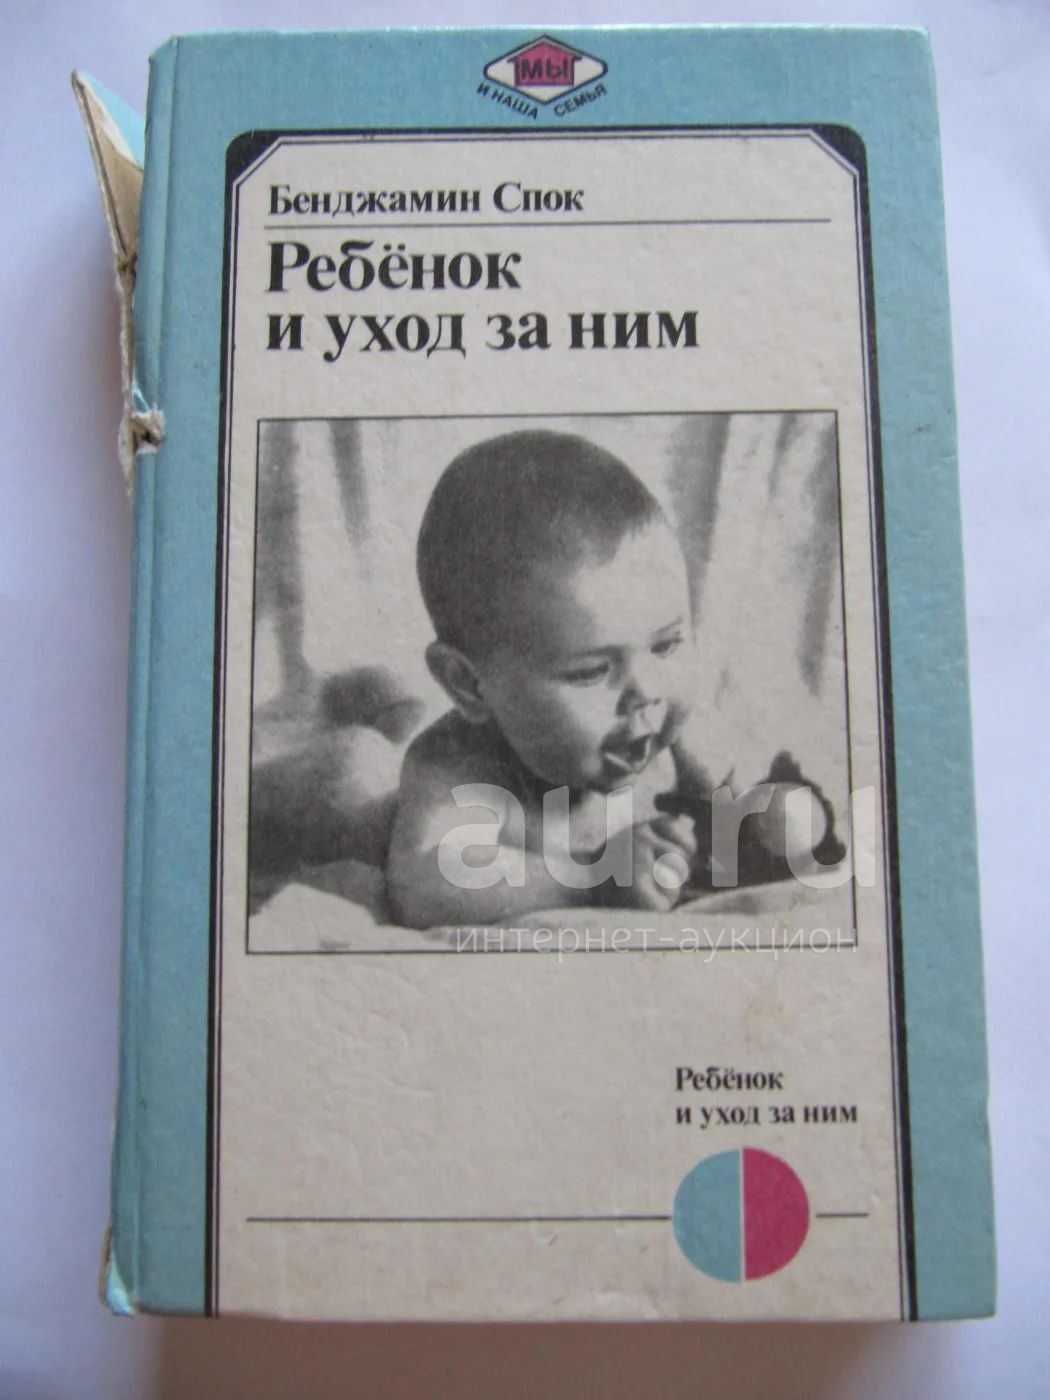 МЫ
И НАША СЕМЬЯ
Бенджамин Спок
Ребёнок
и уход за ним
au.ru
интернет-аукцион
Ребёнок
и уход за ним